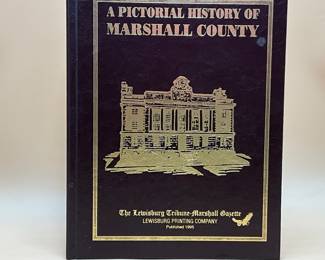 A PICTORIAL HISTORY OF
MARSHALL COUNTY
The Lewisburg Tribune-Marshall Gazette
LEWISBURG PRINTING COMPANY
Published 1995